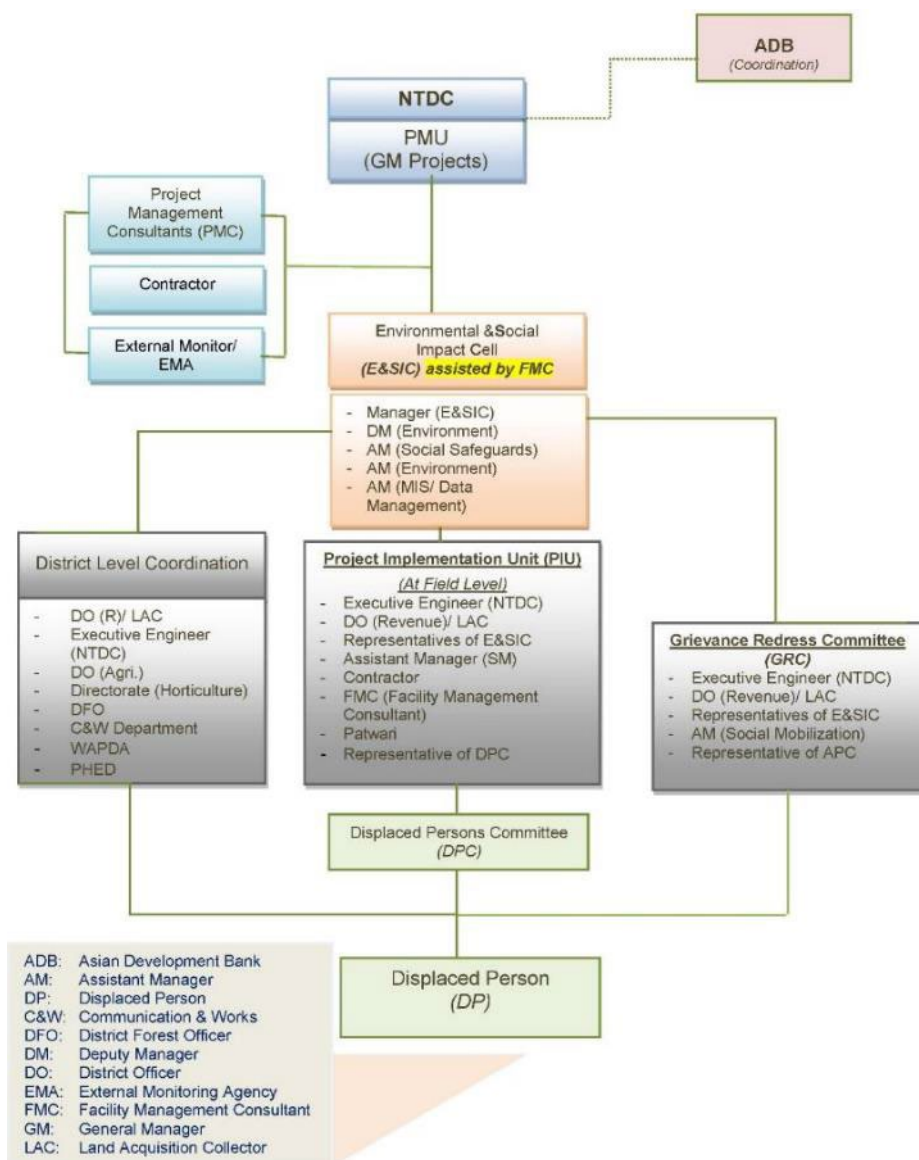 ADB
(Coordination)
NTDC
PMU
(GM Projects)
Project
Management
Consultants (PMC)
Contractor
External Monitor/
EMA
Environmental &Social
Impact Cell
(E&SIC) assisted by FMC
- Manager (E&SIC)
- DM (Environment)
- AM (Social Safeguards)
- AM (Environment)
- AM (MIS/ Data
Management)
District Level Coordination
- DO (R)/ LAC
- Executive Engineer
(NTDC)
- DO (Agri.)
- Directorate (Horticulture)
- DFO
- C&W Department
- WAPDA
- PHED
Project Implementation Unit (PIU)
(At Field Level)
- Executive Engineer (NTDC)
- DO (Revenue)/ LAC
- Representatives of E&SIC
- Assistant Manager (SM)
- Contractor
- FMC (Facility Management
Consultant)
- Patwari
- Representative of DPC
Grievance Redress Committee
(GRC)
- Executive Engineer (NTDC)
- DO (Revenue)/ LAC
- Representatives of E&SIC
- AM (Social Mobilization)
- Representative of APC
Displaced Persons Committee
(DPC)
Displaced Person
(DP)
ADB: Asian Development Bank
AM: Assistant Manager
DP: Displaced Person
C&W: Communication & Works
DFO: District Forest Officer
DM: Deputy Manager
DO: District Officer
EMA: External Monitoring Agency
FMC: Facility Management Consultant
GM: General Manager
LAC: Land Acquisition Collector